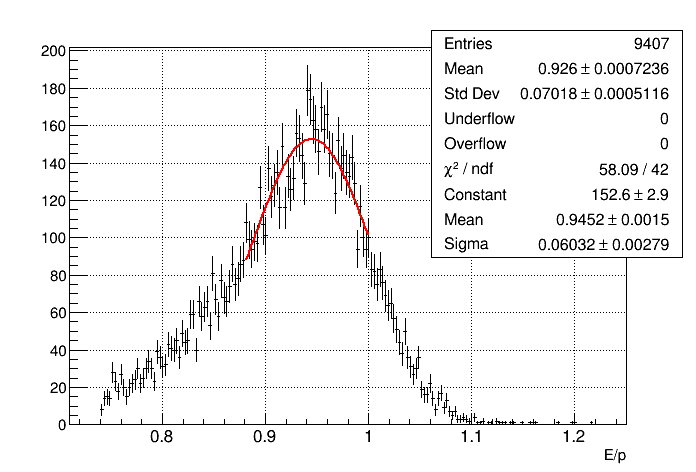 Entries 9407
Mean 0.926 ± 0.0007236
Std Dev 0.07018 ± 0.0005116
Underflow 0
Overflow 0
χ² / ndf 58.09 / 42
Constant 152.6 ± 2.9
Mean 0.9452 ± 0.0015
Sigma 0.06032 ± 0.00279
200
180
160
140
120
100
80
60
40
20
0
0.8 0.9 1 1.1 1.2
E/p